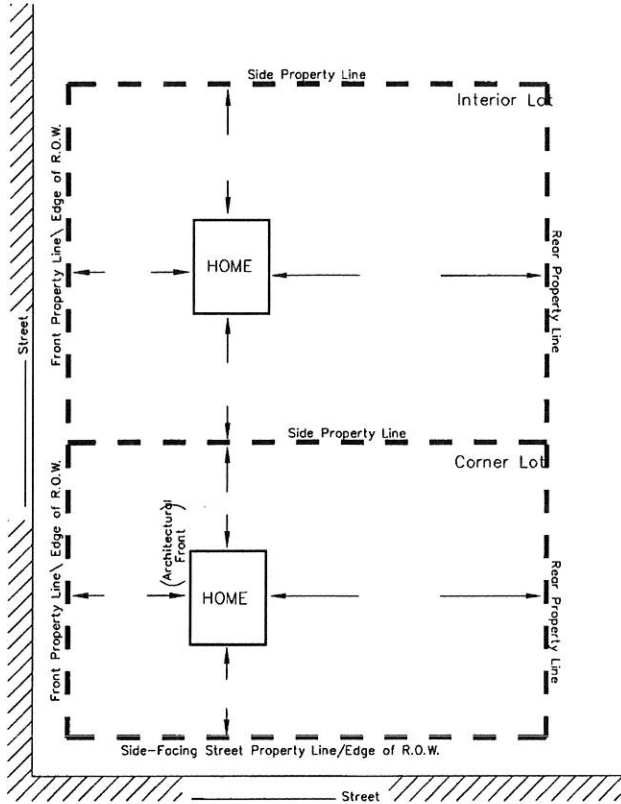 Side Property Line
Interior Lot
Front Property Line\ Edge of R.O.W.
HOME
Rear Property Line
Street
Side Property Line
Corner Lot
Front Property Line\ Edge of R.O.W.
(Architectural)
Front
HOME
Rear Property Line
Side-Facing Street Property Line/Edge of R.O.W.
Street